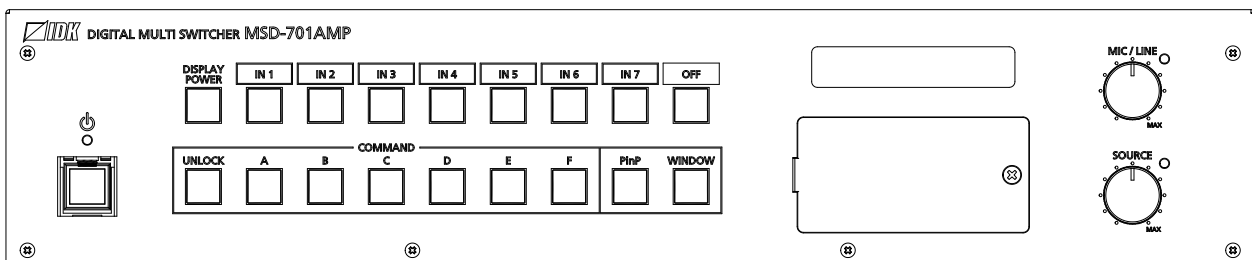 IDK DIGITAL MULTI SWITCHER MSD-701AMP
DISPLAY POWER
IN 1
IN 2
IN 3
IN 4
IN 5
IN 6
IN 7
OFF
COMMAND
UNLOCK
A
B
C
D
E
F
PinP
WINDOW
MIC / LINE
MAX
SOURCE
MAX